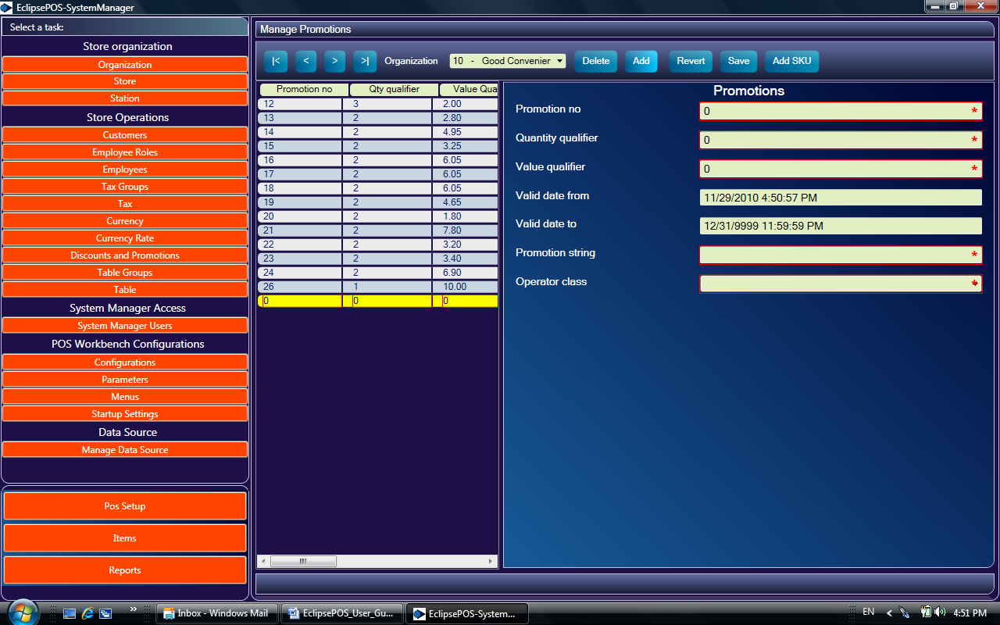 EclipsePOS-SystemManager
Select a task:
Store organization
Organization
Store
Station
Store Operations
Customers
Employee Roles
Employees
Tax Groups
Tax
Currency
Currency Rate
Discounts and Promotions
Table Groups
Table
System Manager Access
System Manager Users
POS Workbench Configurations
Configurations
Parameters
Menus
Startup Settings
Data Source
Manage Data Source
Pos Setup
Items
Reports
Manage Promotions
|< < > >| Organization 10 - Good Convenier Delete Add Revert Save Add SKU
Promotion no Qty qualifier Value Qua
12 3 2.00
13 2 2.80
14 2 4.95
15 2 3.25
16 2 6.05
17 2 6.05
18 2 6.05
19 2 4.65
20 2 1.80
21 2 7.80
22 2 3.20
23 2 3.40
24 2 6.90
26 1 10.00
0 0 0
Promotions
Promotion no 0 *
Quantity qualifier 0 *
Value qualifier 0 *
Valid date from 11/29/2010 4:50:57 PM
Valid date to 12/31/9999 11:59:59 PM
Promotion string *
Operator class *
Inbox - Windows Mail EclipsePOS_User_Gu... EclipsePOS-System... EN 4:51 PM